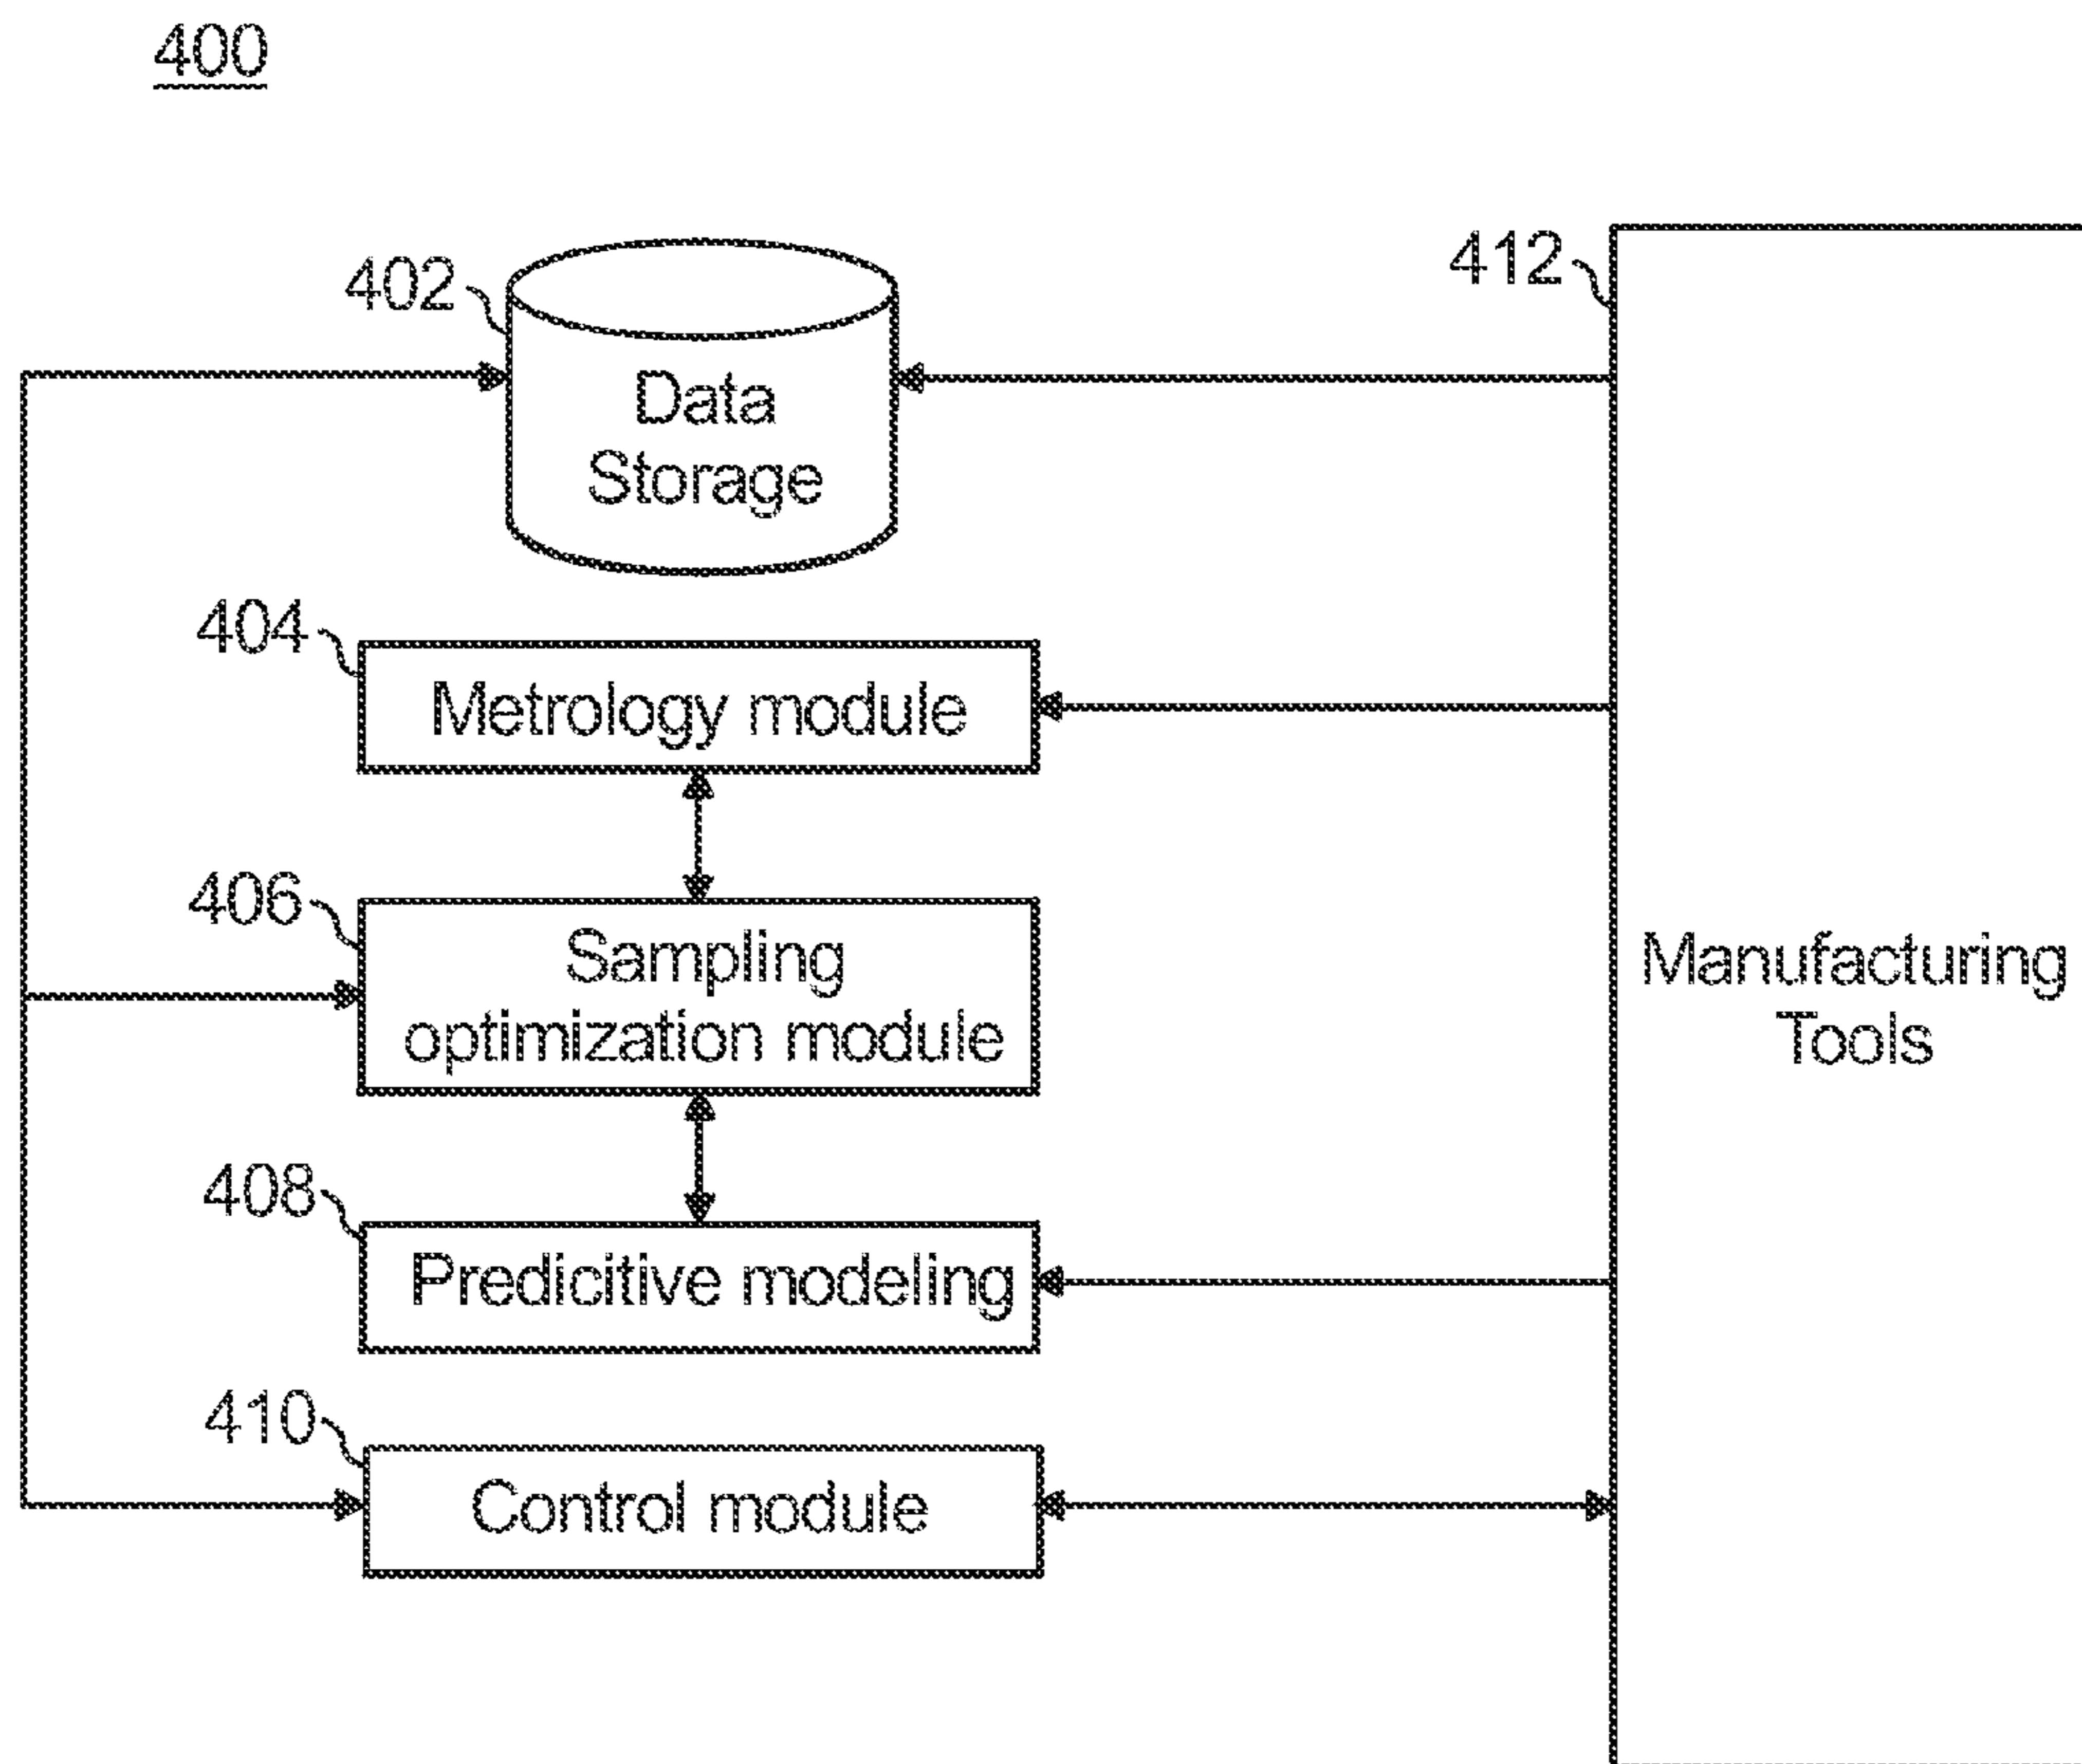 400
402
412
Data
Storage
404
Metrology module
406
Sampling
optimization module
Manufacturing
Tools
408
Predicitive modeling
410
Control module